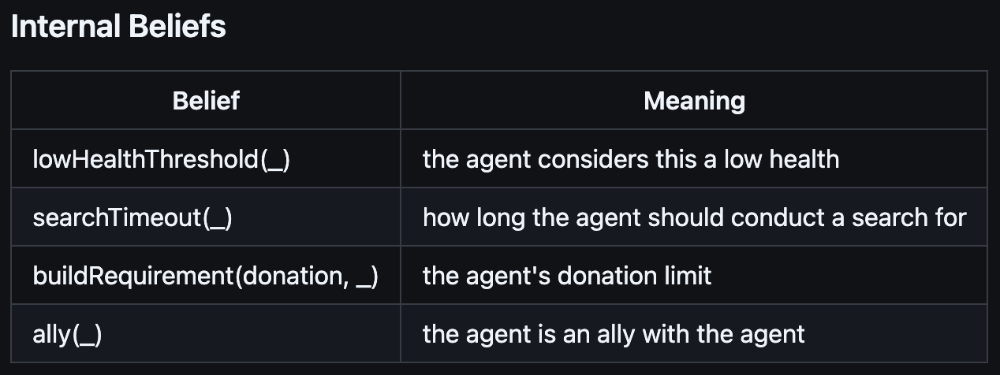 Internal Beliefs
Belief Meaning
lowHealthThreshold(_) the agent considers this a low health
searchTimeout(_) how long the agent should conduct a search for
buildRequirement(donation, _) the agent's donation limit
ally(_) the agent is an ally with the agent